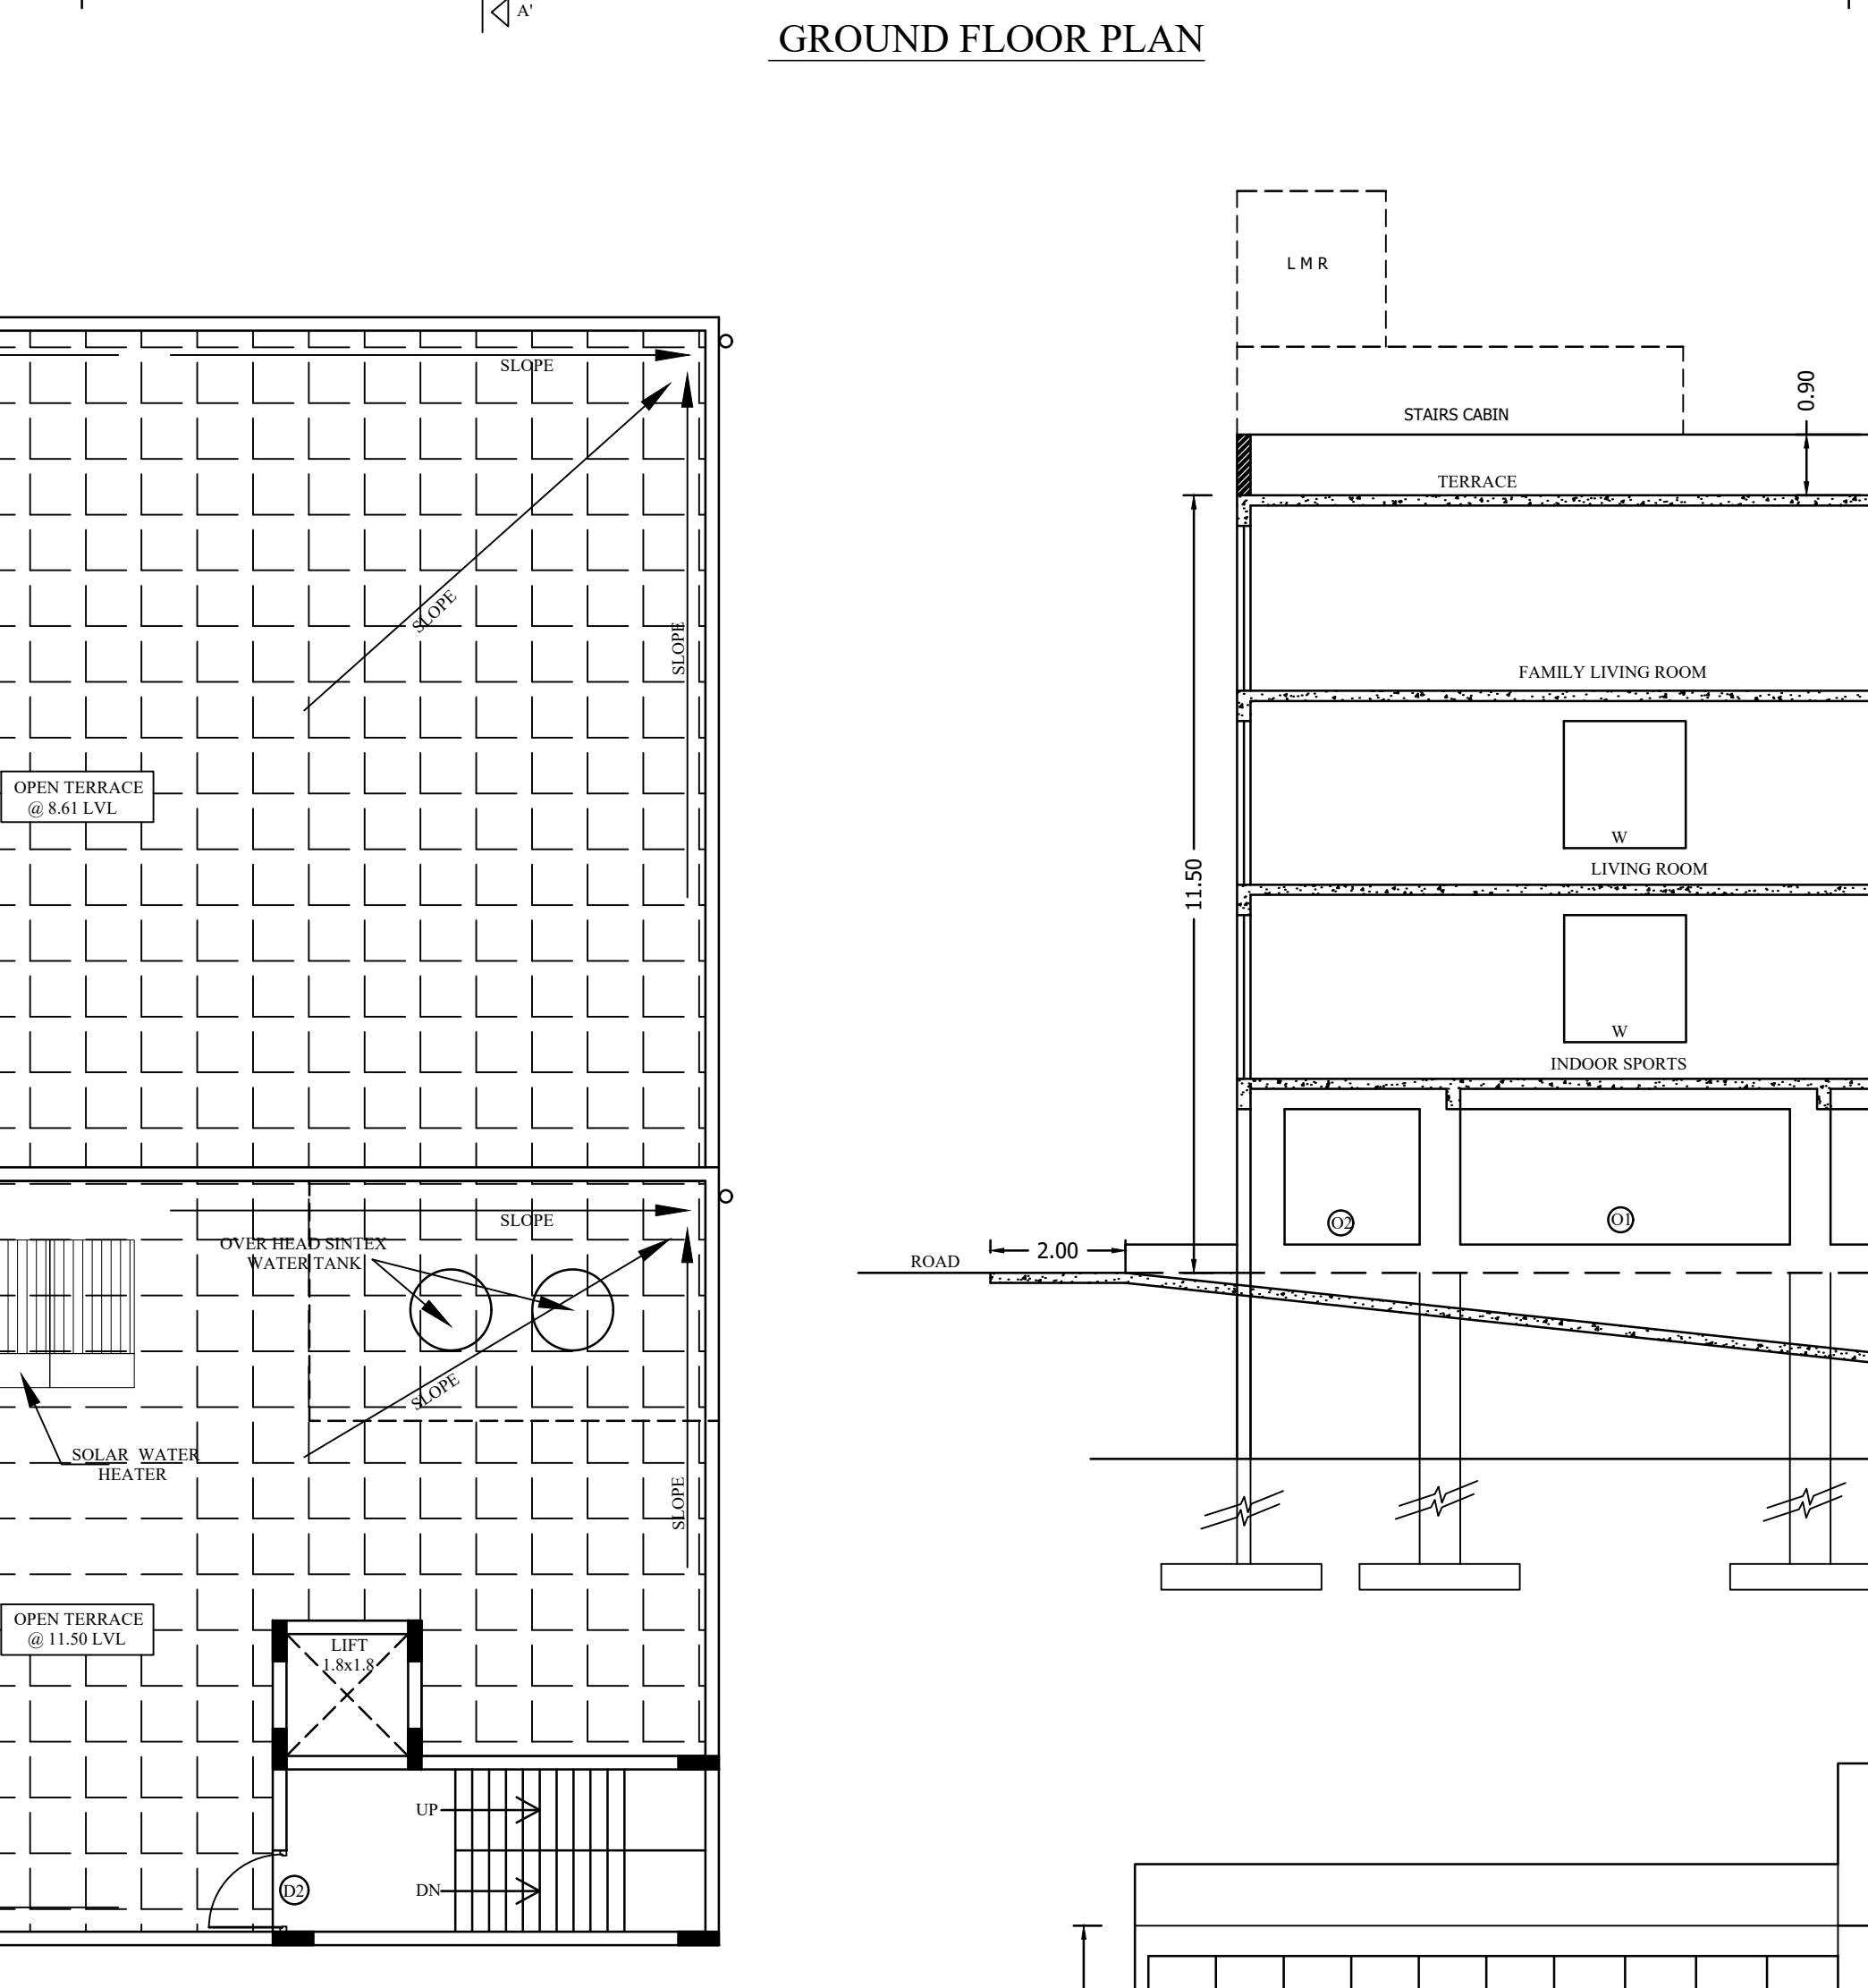 A'
GROUND FLOOR PLAN
SLOPE
SLOPE
SLOPE
OPEN TERRACE
@ 8.61 LVL
SLOPE
OVER HEAD SINTEX
WATER TANK
SLOPE
SOLAR WATER
HEATER
SLOPE
OPEN TERRACE
@ 11.50 LVL
LIFT
1.8x1.8
UP
DN
D2
L M R
STAIRS CABIN
0.90
TERRACE
FAMILY LIVING ROOM
W
LIVING ROOM
11.50
W
INDOOR SPORTS
O2
O1
2.00
ROAD